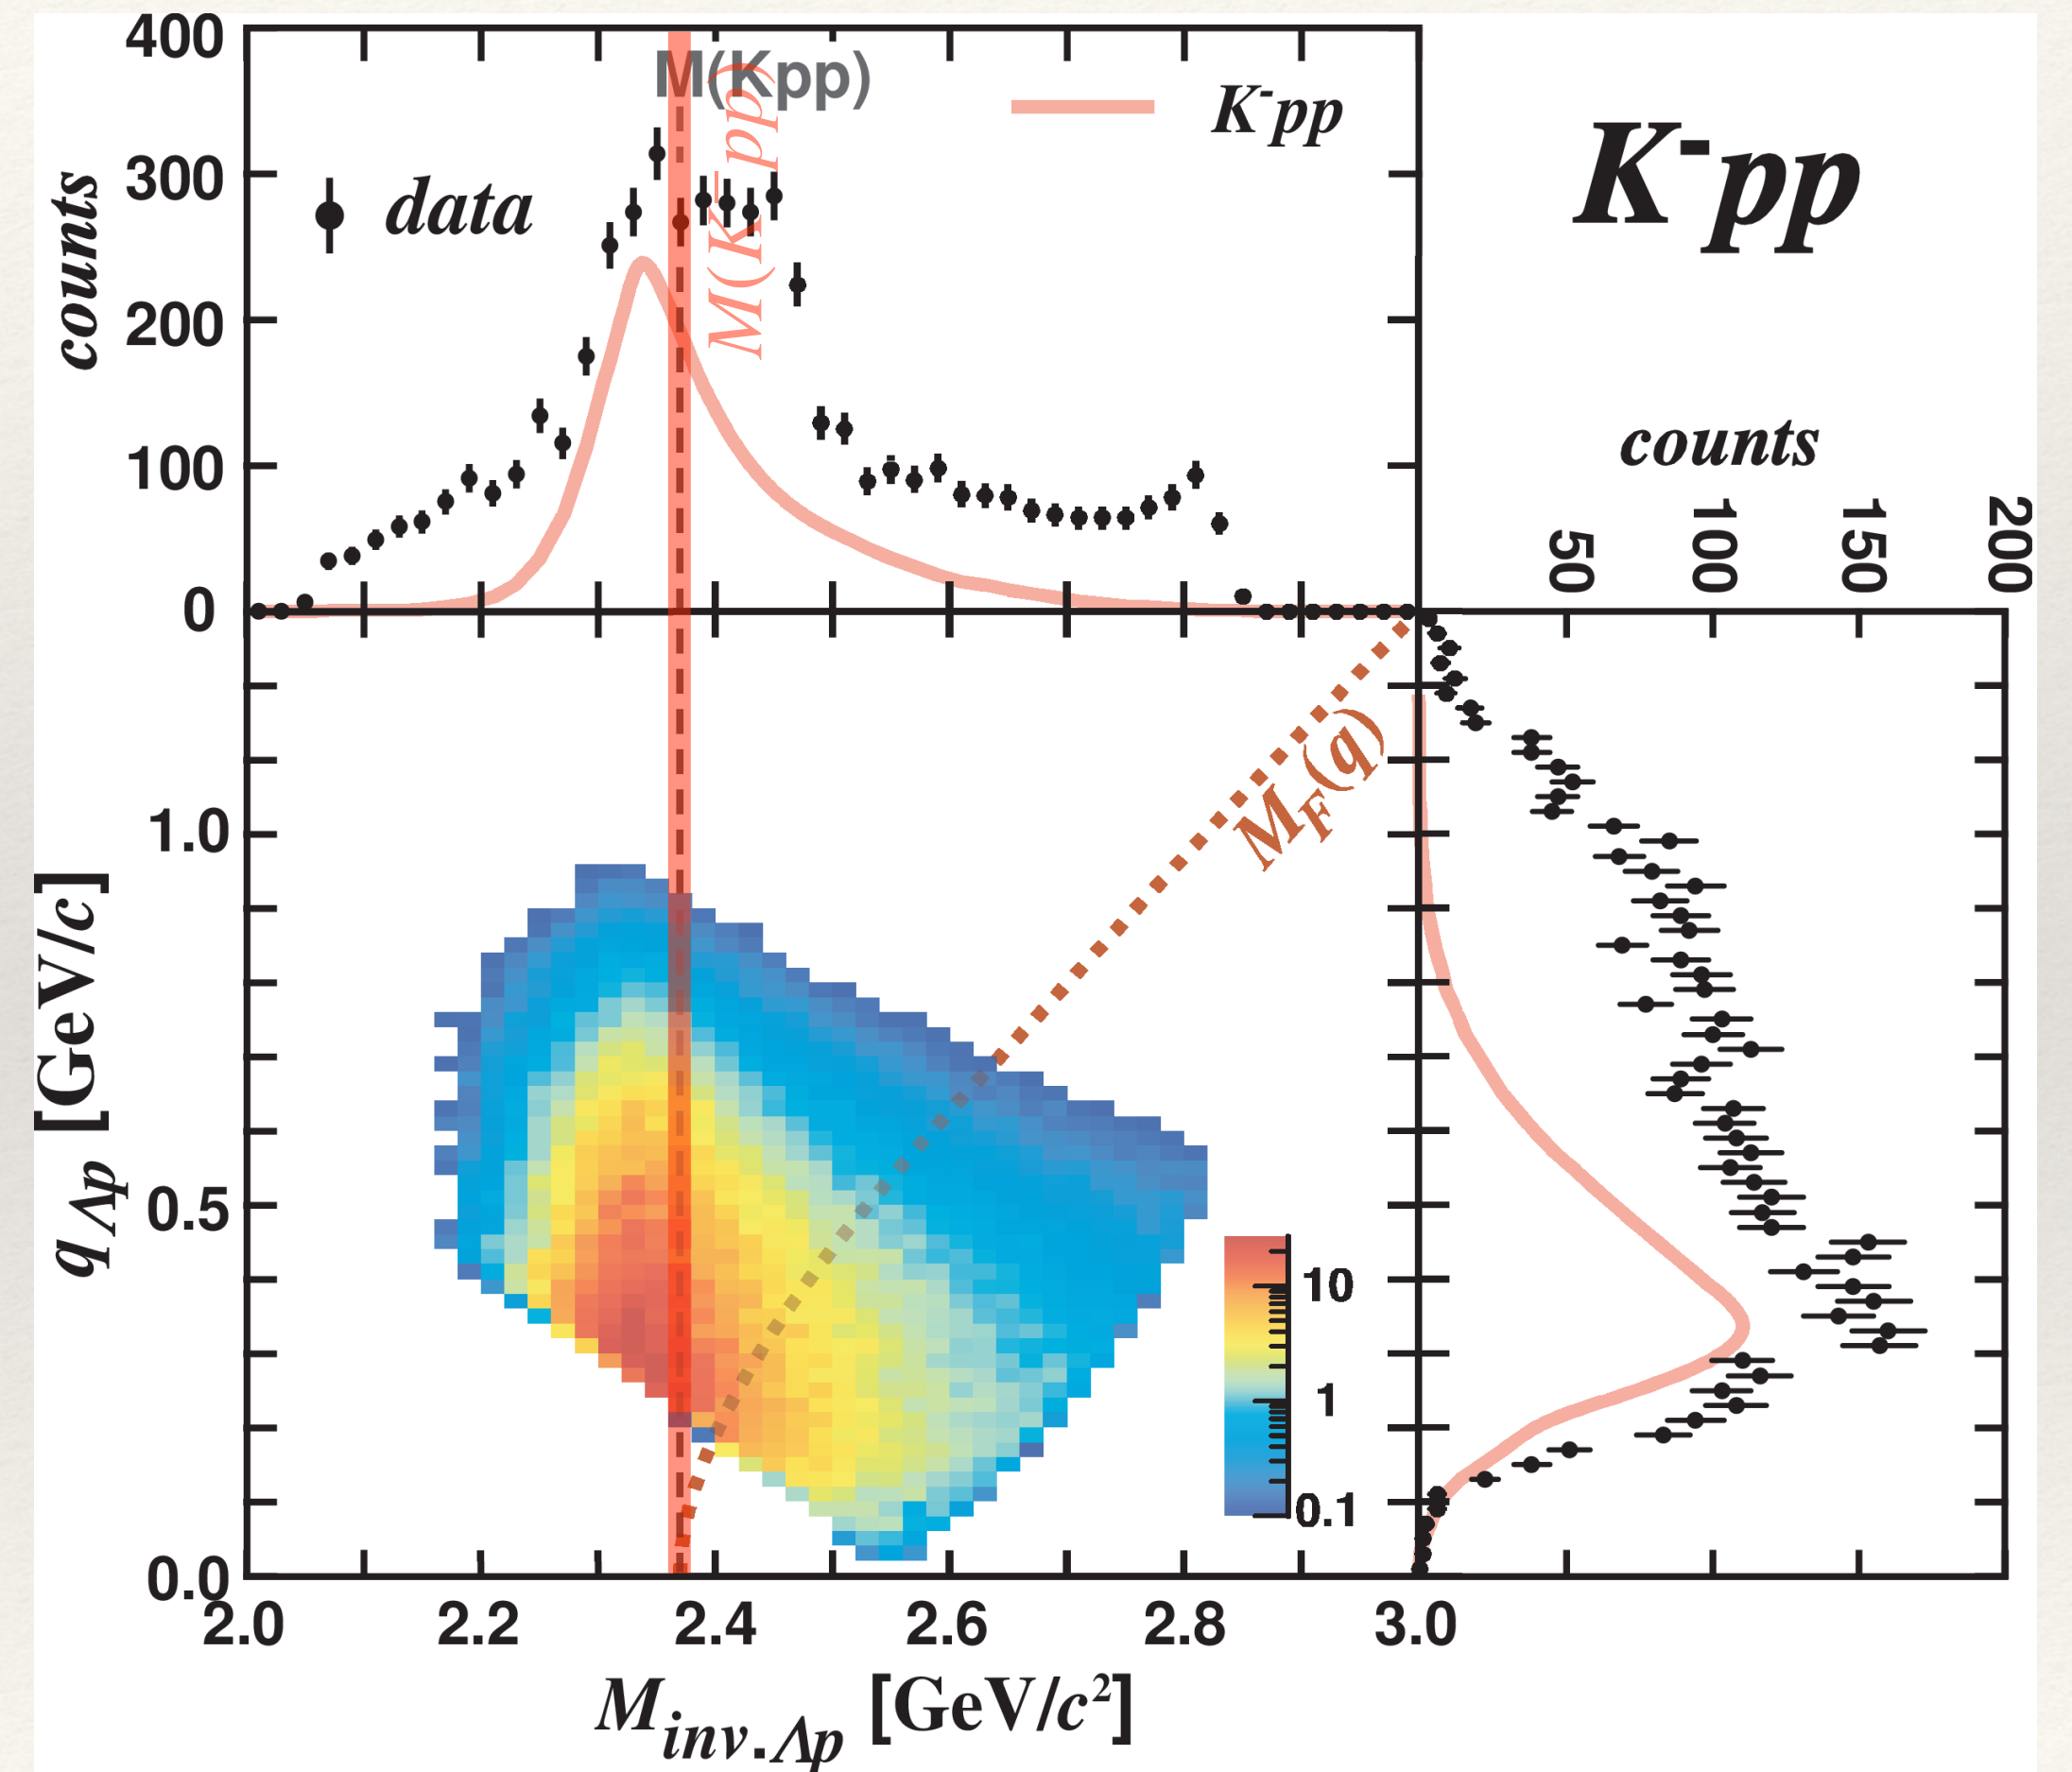 400
300
200
100
0
counts
M(Kpp)
M(K⁻pp)
data
K⁻pp
K⁻pp
counts
50
100
150
200
M_F(q)
1.0
0.5
0.0
q_Λp [GeV/c]
10
1
0.1
2.0 2.2 2.4 2.6 2.8 3.0
M_inv.Λp [GeV/c²]